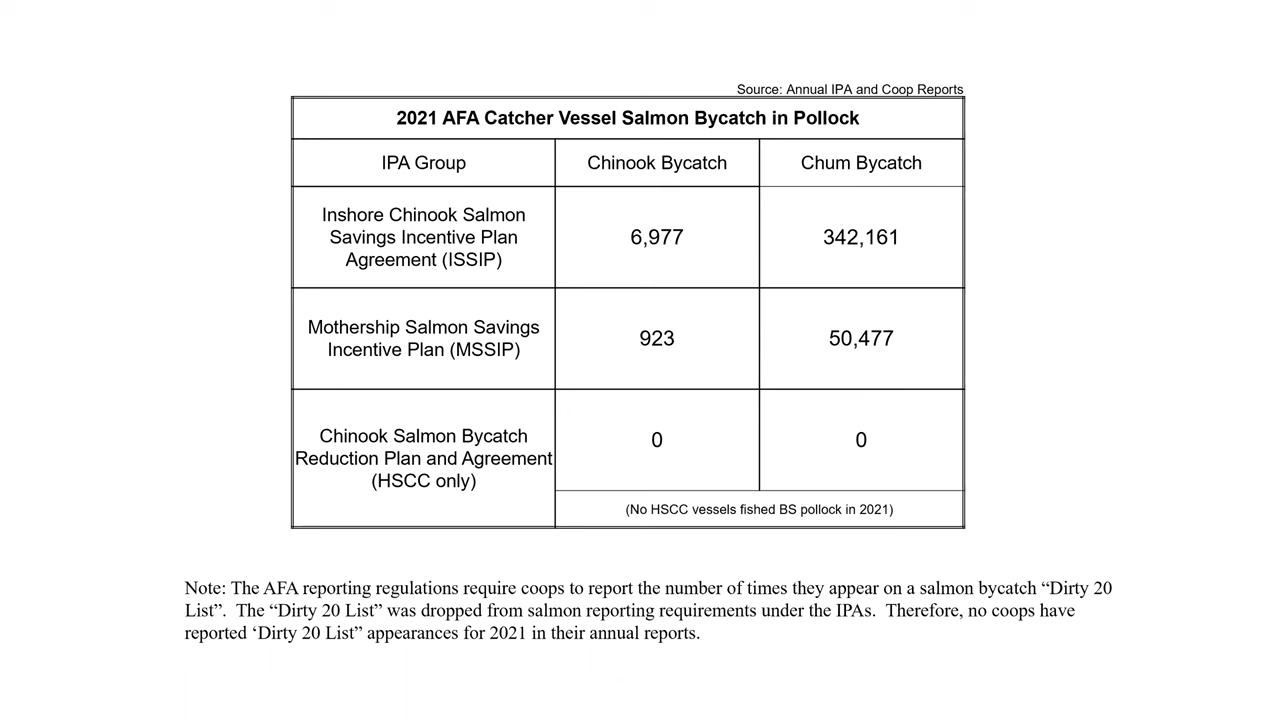 Source: Annual IPA and Coop Reports
2021 AFA Catcher Vessel Salmon Bycatch in Pollock
IPA Group
Chinook Bycatch
Chum Bycatch
Inshore Chinook Salmon
Savings Incentive Plan
Agreement (ISSIP)
6,977
342,161
Mothership Salmon Savings
Incentive Plan (MSSIP)
923
50,477
Chinook Salmon Bycatch
Reduction Plan and Agreement
(HSCC only)
0
0
(No HSCC vessels fished BS pollock in 2021)
Note: The AFA reporting regulations require coops to report the number of times they appear on a salmon bycatch “Dirty 20
List”.  The “Dirty 20 List” was dropped from salmon reporting requirements under the IPAs.  Therefore, no coops have
reported ‘Dirty 20 List” appearances for 2021 in their annual reports.